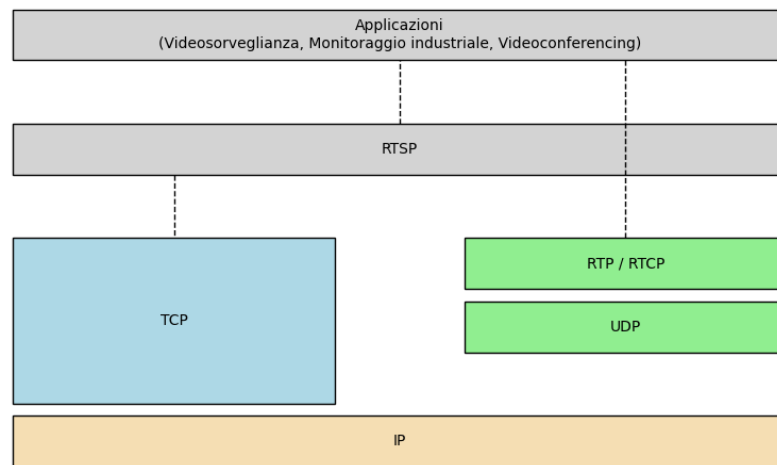 Applicazioni
(Videosorveglianza, Monitoraggio industriale, Videoconferencing)
RTSP
TCP
RTP / RTCP
UDP
IP